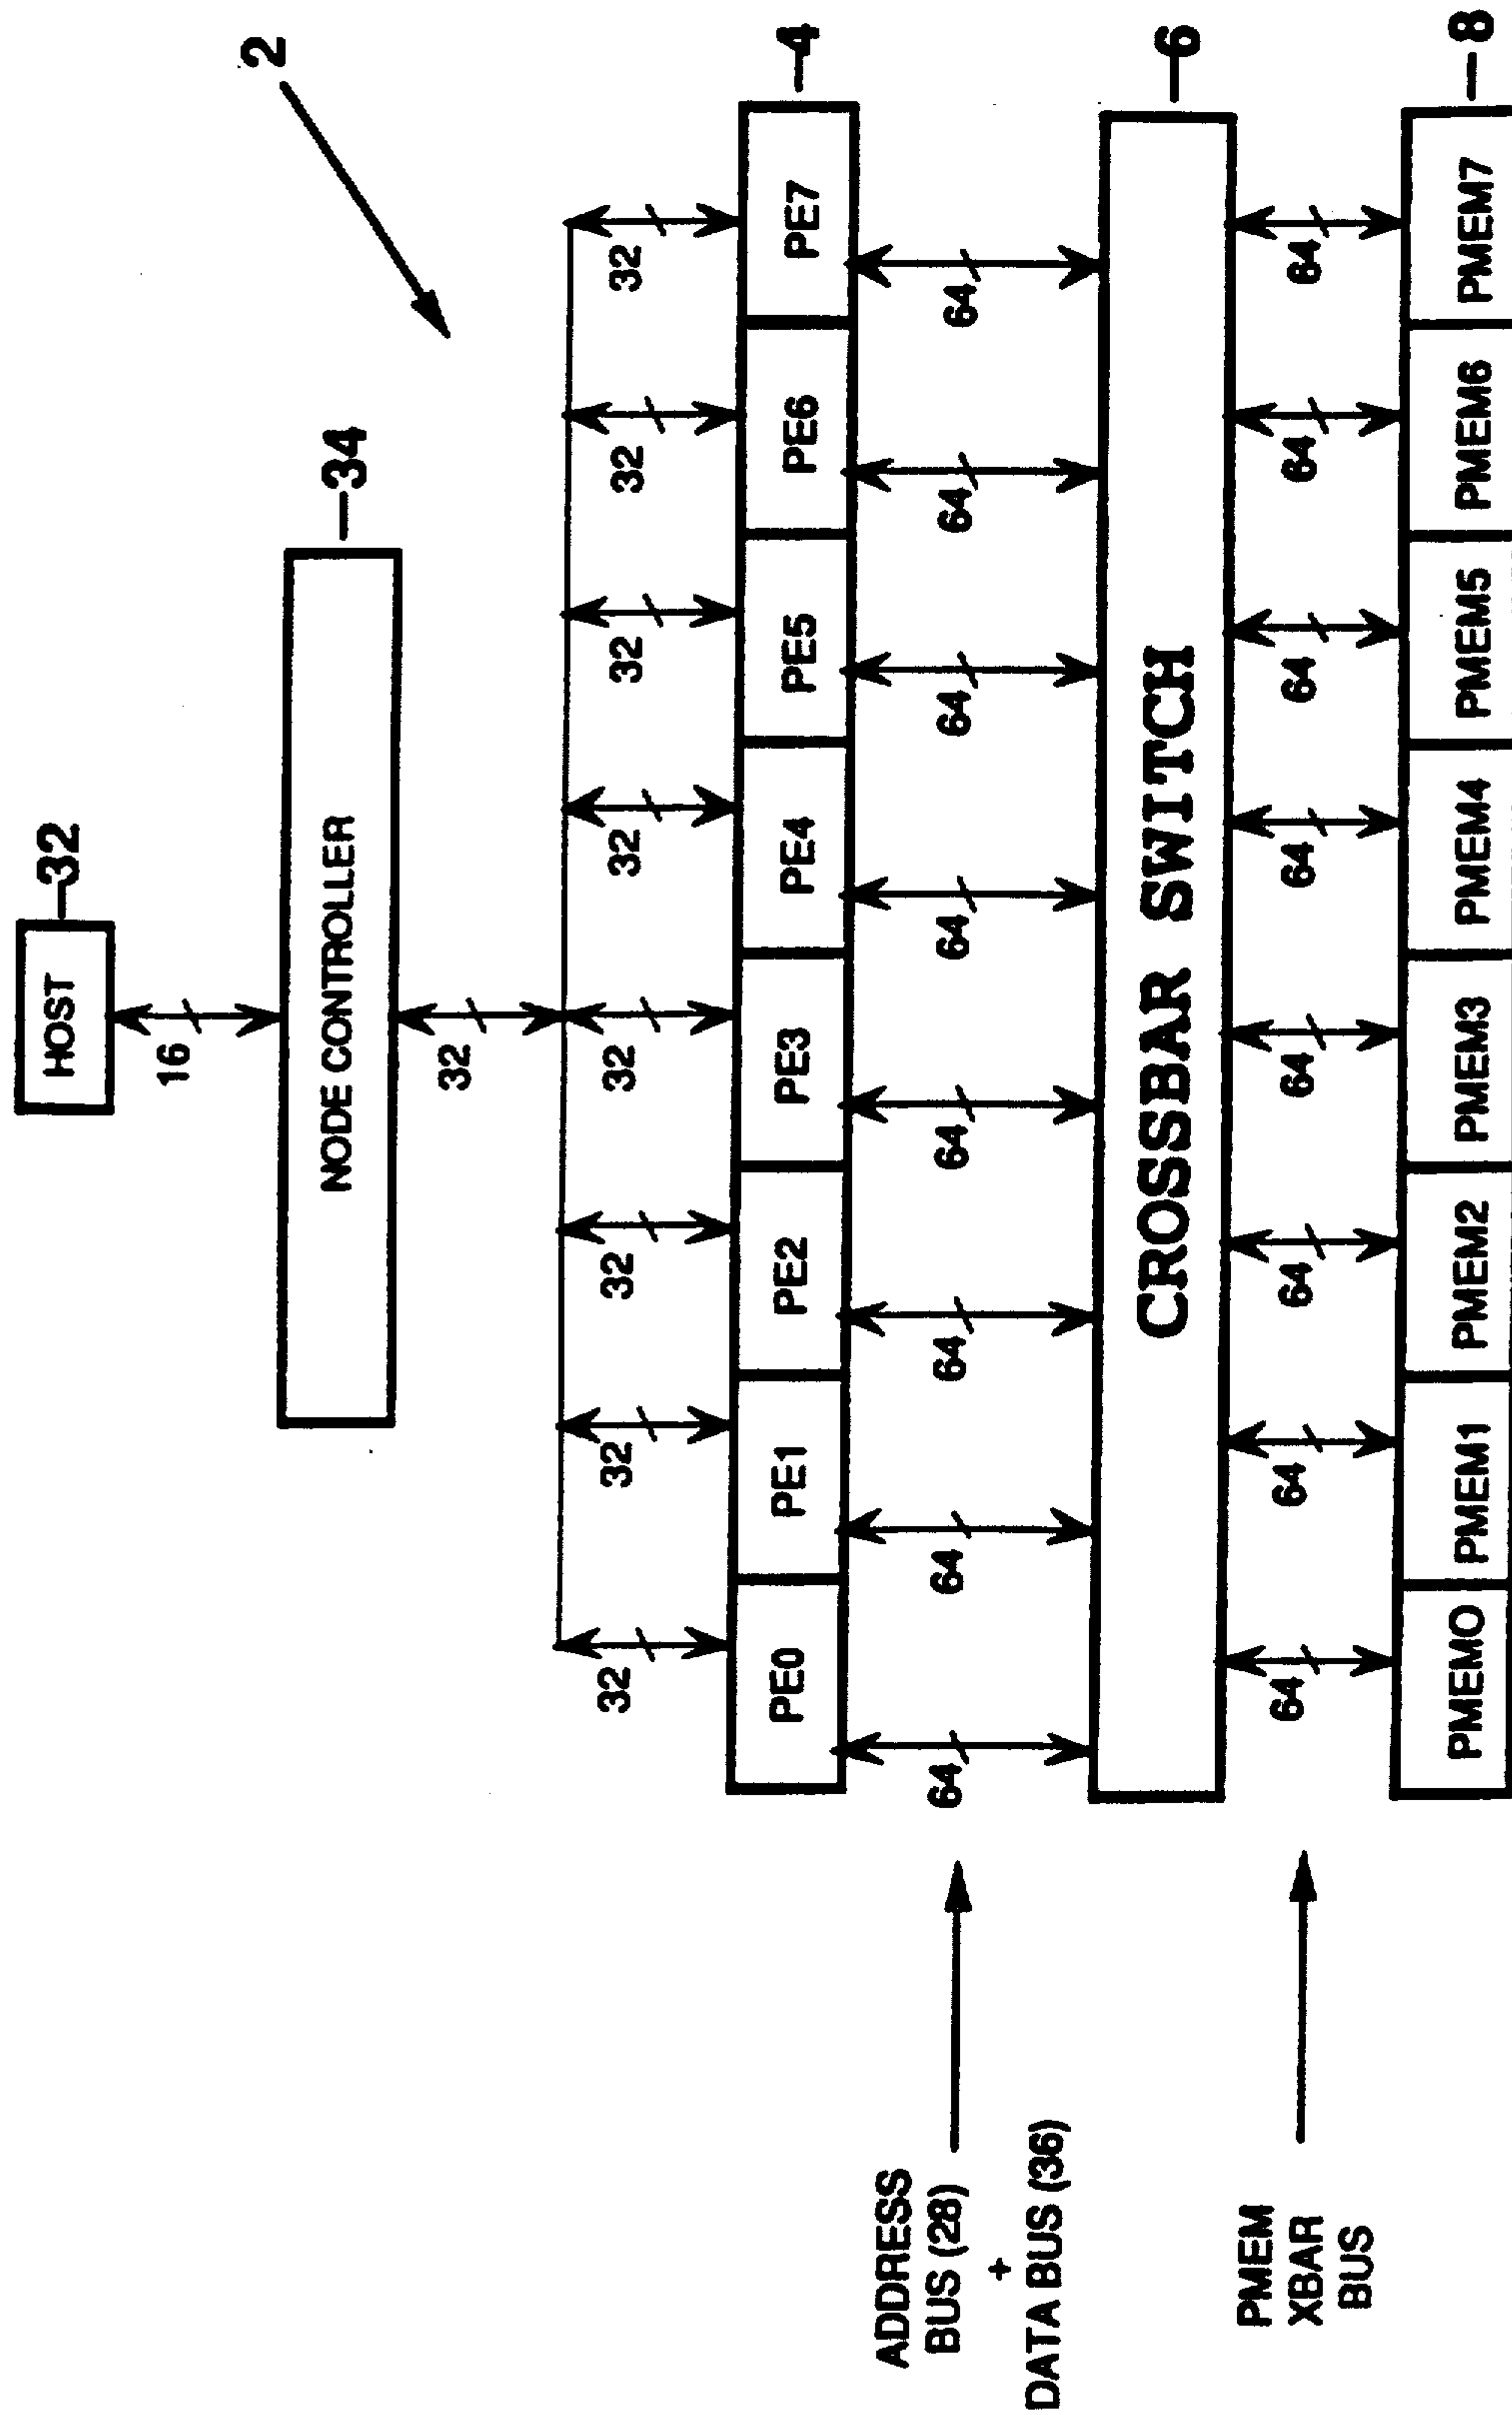 HOST
32
16
NODE CONTROLLER
34
32
2
32 32 32 32 32 32 32 32
PE0 PE1 PE2 PE3 PE4 PE5 PE6 PE7
4
ADDRESS
BUS (28)
+
DATA BUS (36)
64 64 64 64 64 64 64 64
CROSSBAR SWITCH
6
PMEM
XBAR
BUS
64 64 64 64 64 64 64 64
PMEM0 PMEM1 PMEM2 PMEM3 PMEM4 PMEM5 PMEM6 PMEM7
8